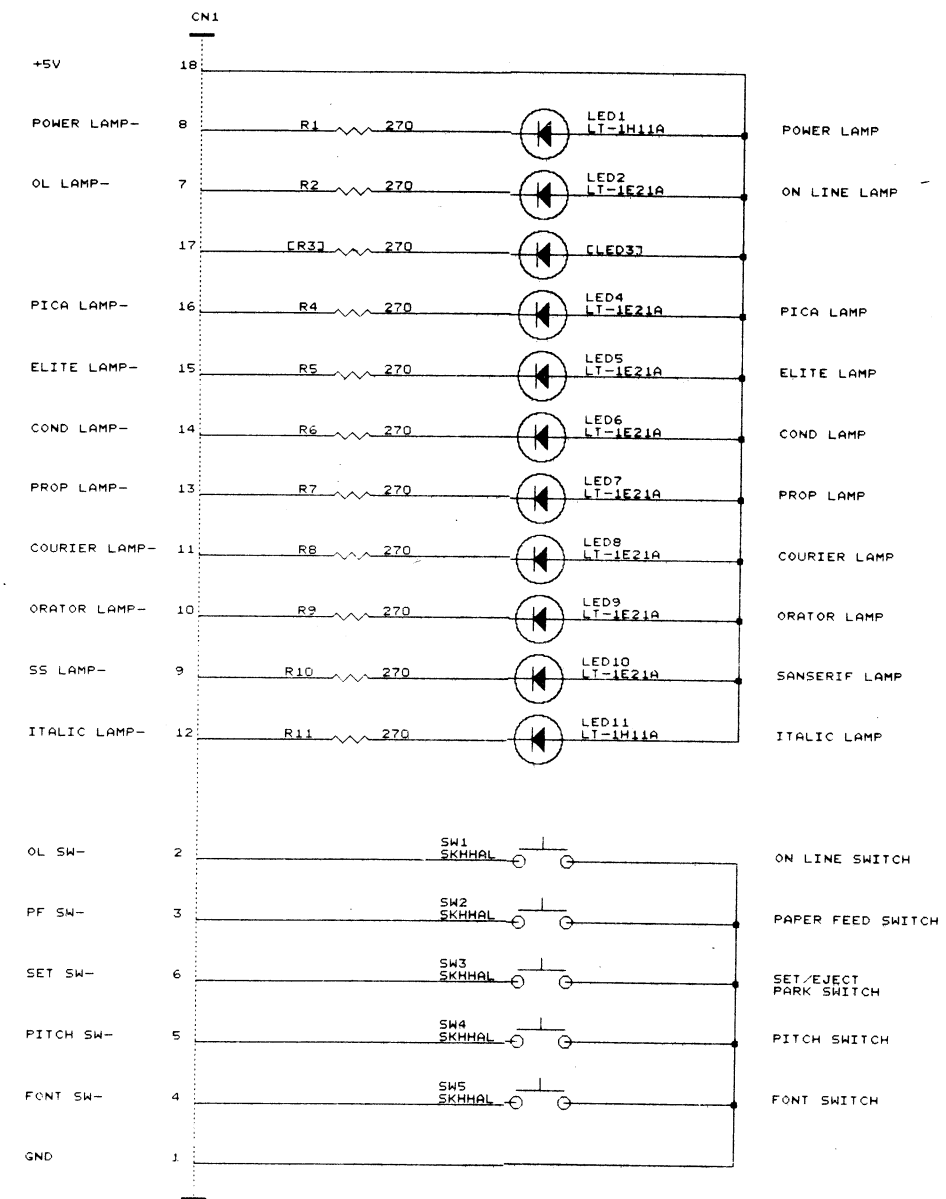 CN1
+5V 18
POWER LAMP- 8 R1 270 LED1 LT-1H11A POWER LAMP
OL LAMP- 7 R2 270 LED2 LT-1E21A ON LINE LAMP
17 [R3] 270 [LED3]
PICA LAMP- 16 R4 270 LED4 LT-1E21A PICA LAMP
ELITE LAMP- 15 R5 270 LED5 LT-1E21A ELITE LAMP
COND LAMP- 14 R6 270 LED6 LT-1E21A COND LAMP
PROP LAMP- 13 R7 270 LED7 LT-1E21A PROP LAMP
COURIER LAMP- 11 R8 270 LED8 LT-1E21A COURIER LAMP
ORATOR LAMP- 10 R9 270 LED9 LT-1E21A ORATOR LAMP
SS LAMP- 9 R10 270 LED10 LT-1E21A SANSERIF LAMP
ITALIC LAMP- 12 R11 270 LED11 LT-1H11A ITALIC LAMP
OL SW- 2 SW1 SKHHAL ON LINE SWITCH
PF SW- 3 SW2 SKHHAL PAPER FEED SWITCH
SET SW- 6 SW3 SKHHAL SET/EJECT PARK SWITCH
PITCH SW- 5 SW4 SKHHAL PITCH SWITCH
FONT SW- 4 SW5 SKHHAL FONT SWITCH
GND 1